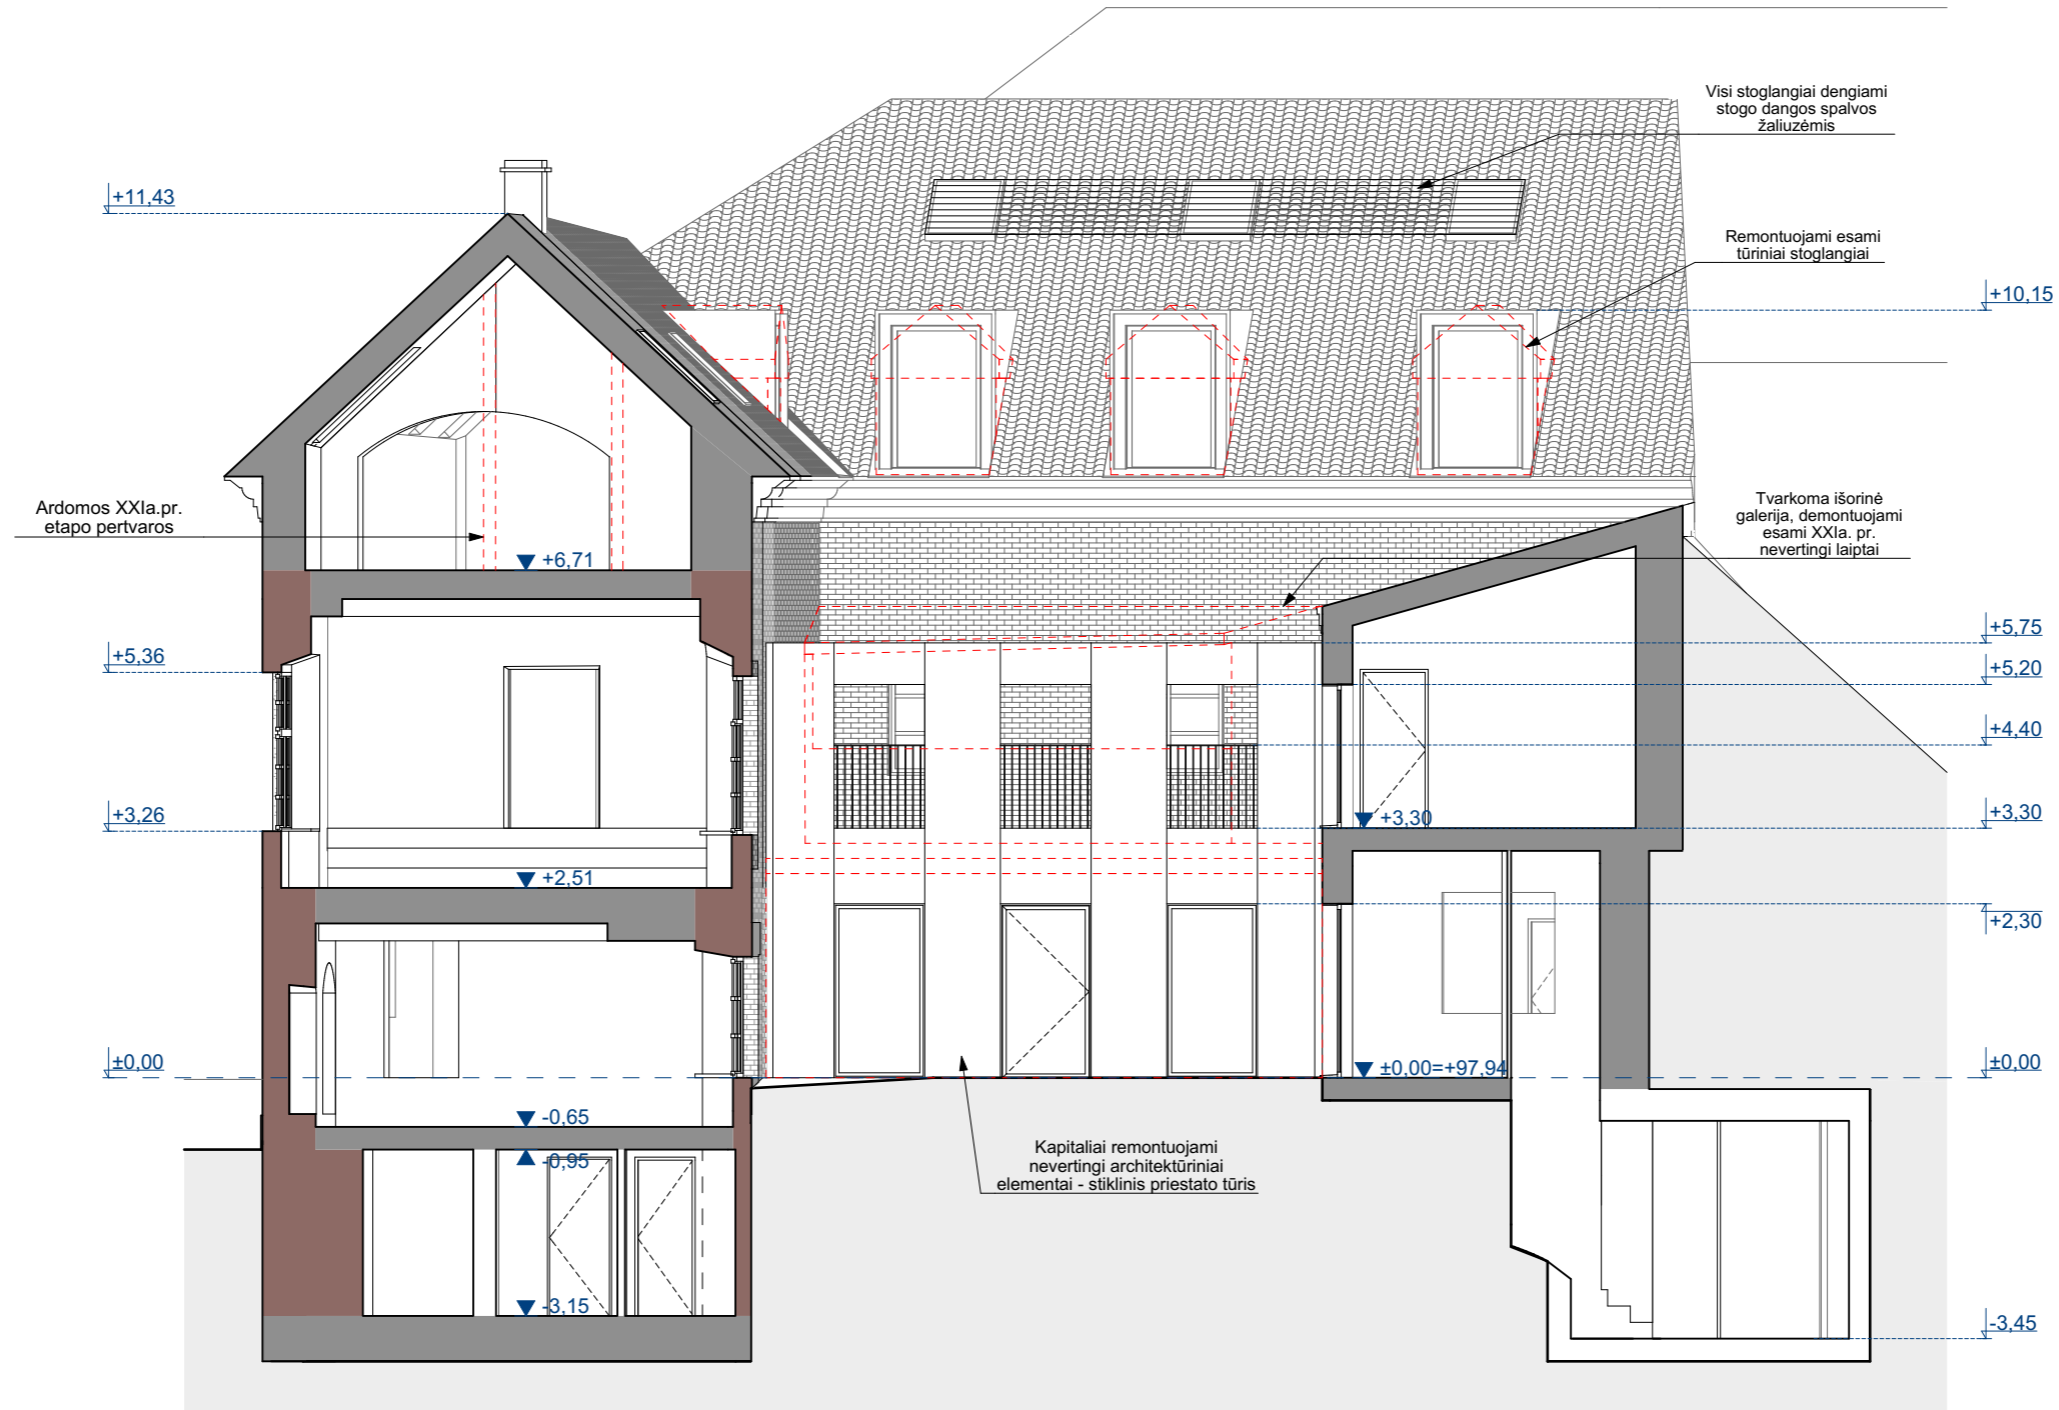 Visi stoglangiai dengiami
stogo dangos spalvos
žaliuzėmis
+11,43
Remontuojami esami
tūriniai stoglangiai
+10,15
Ardomos XXIa.pr.
etapo pertvaros
Tvarkoma išorinė
galerija, demontuojami
esami XXIa. pr.
nevertingi laiptai
+6,71
+5,75
+5,36
+5,20
+4,40
+3,26
+3,30
+3,30
+2,51
+2,30
±0,00
±0,00=+97,94
±0,00
-0,65
-0,95
Kapitaliai remontuojami
nevertingi architektūriniai
elementai - stiklinis priestato tūris
-3,15
-3,45